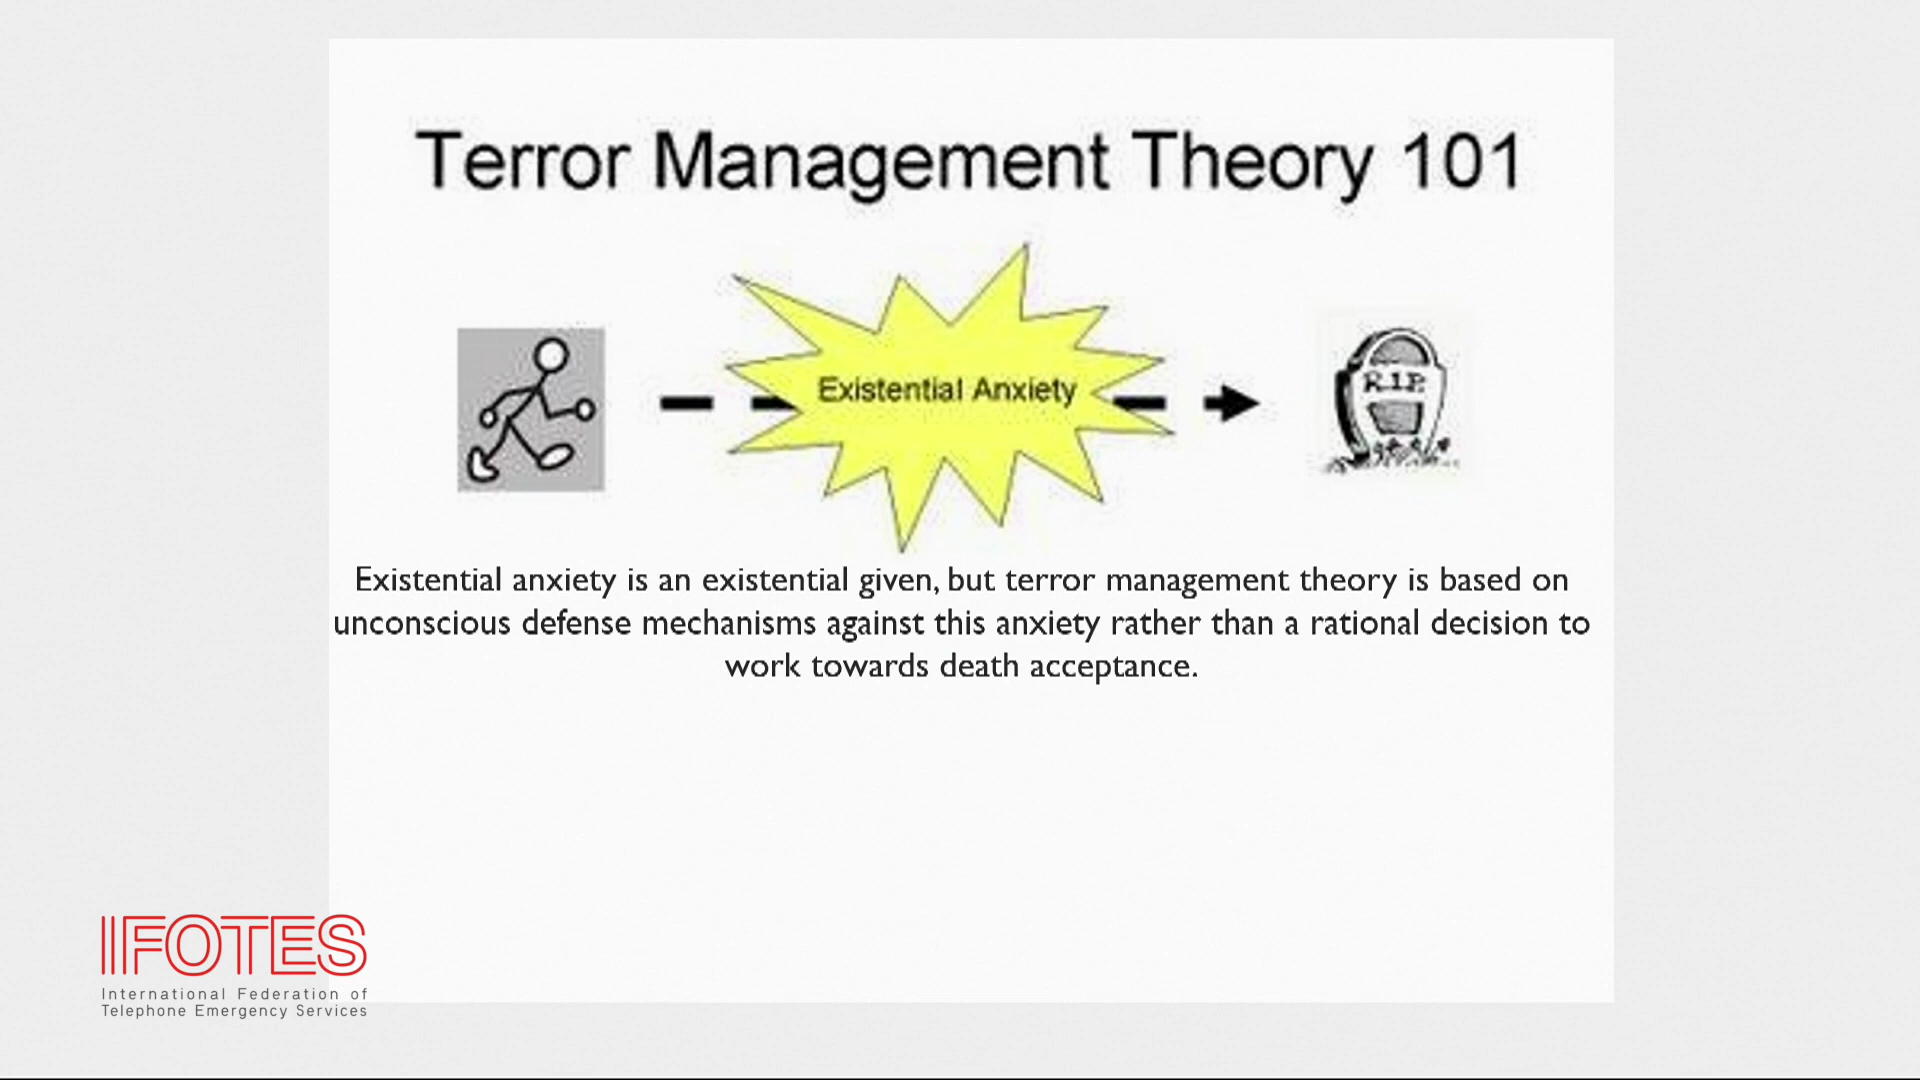 Terror Management Theory 101
Existential Anxiety
R.I.P.
Existential anxiety is an existential given, but terror management theory is based on
unconscious defense mechanisms against this anxiety rather than a rational decision to
work towards death acceptance.
IFOTES
International Federation of
Telephone Emergency Services